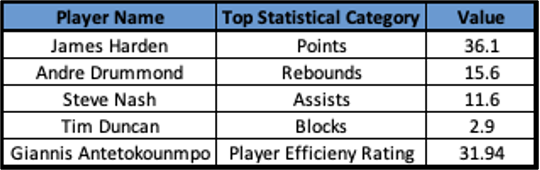 Player Name Top Statistical Category Value
James Harden Points 36.1
Andre Drummond Rebounds 15.6
Steve Nash Assists 11.6
Tim Duncan Blocks 2.9
Giannis Antetokounmpo Player Efficieny Rating 31.94